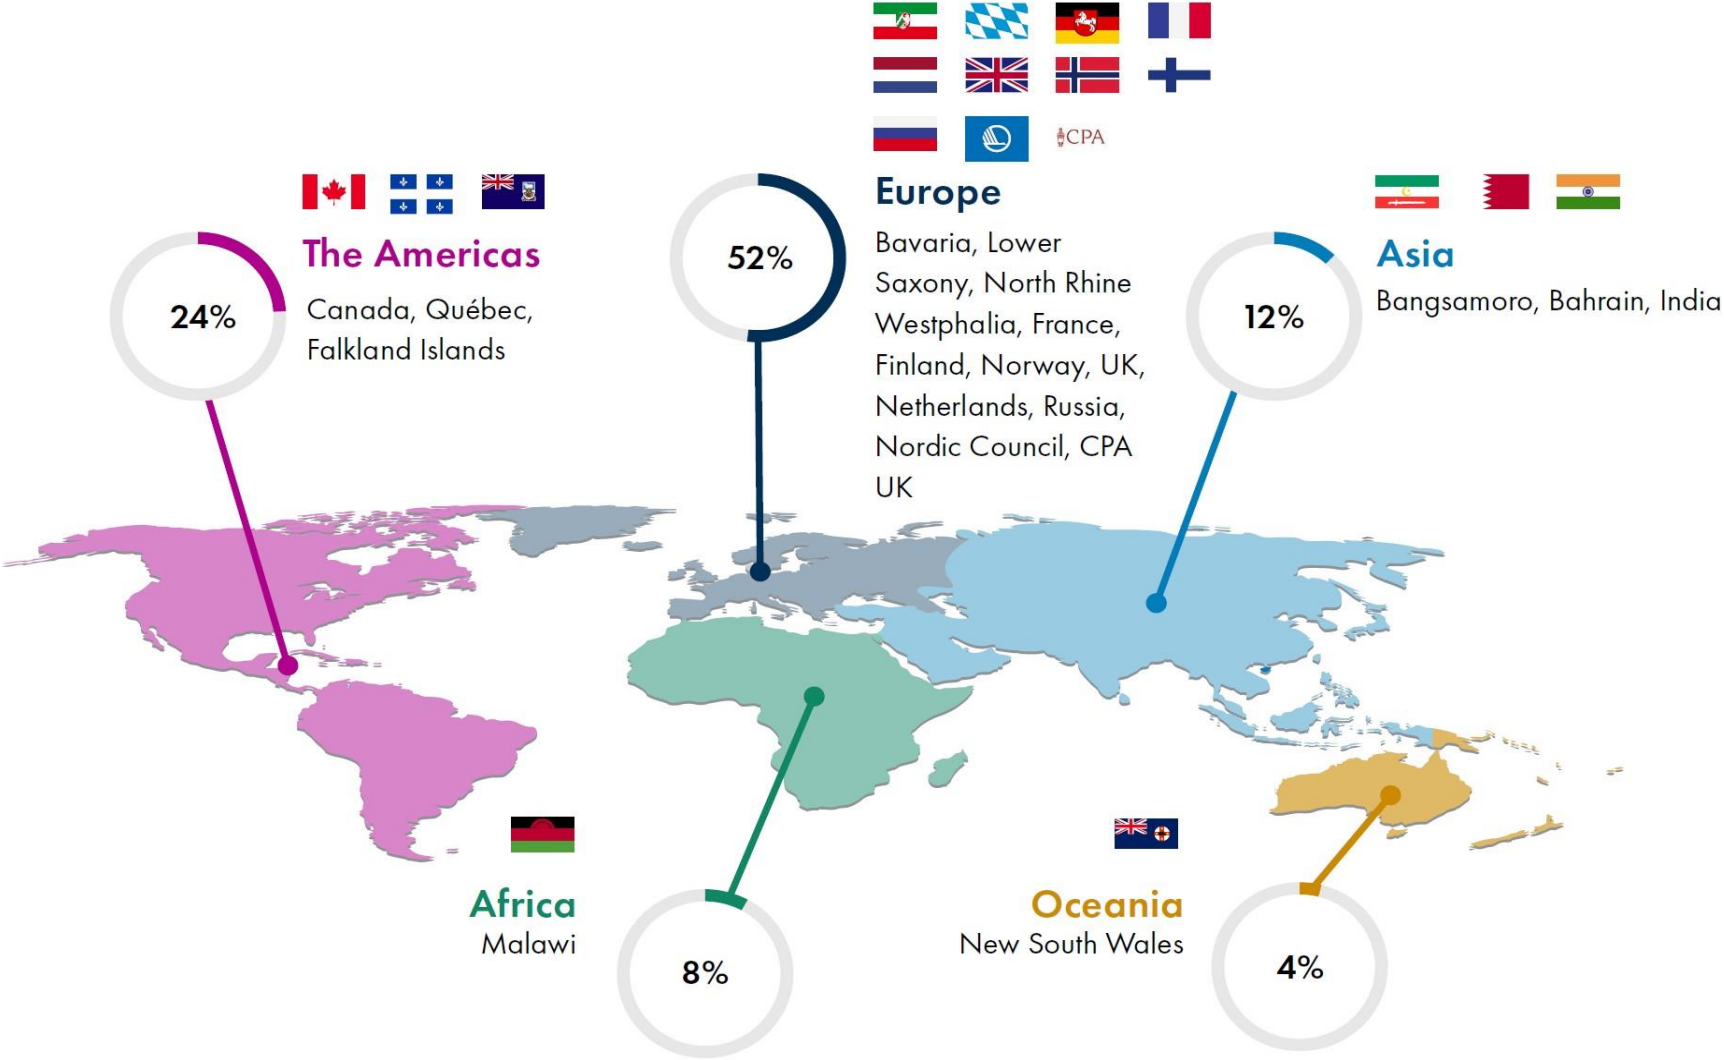 CPA
24%
The Americas
Canada, Québec,
Falkland Islands
52%
Europe
Bavaria, Lower
Saxony, North Rhine
Westphalia, France,
Finland, Norway, UK,
Netherlands, Russia,
Nordic Council, CPA
UK
12%
Asia
Bangsamoro, Bahrain, India
Africa
Malawi
8%
Oceania
New South Wales
4%